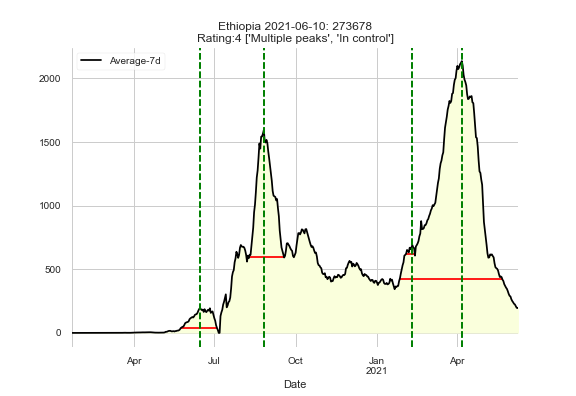 Ethiopia 2021-06-10: 273678
Rating:4 ['Multiple peaks', 'In control']
Average-7d
2000
1500
1000
500
0
Apr
Jul
Oct
Jan
2021
Apr
Date